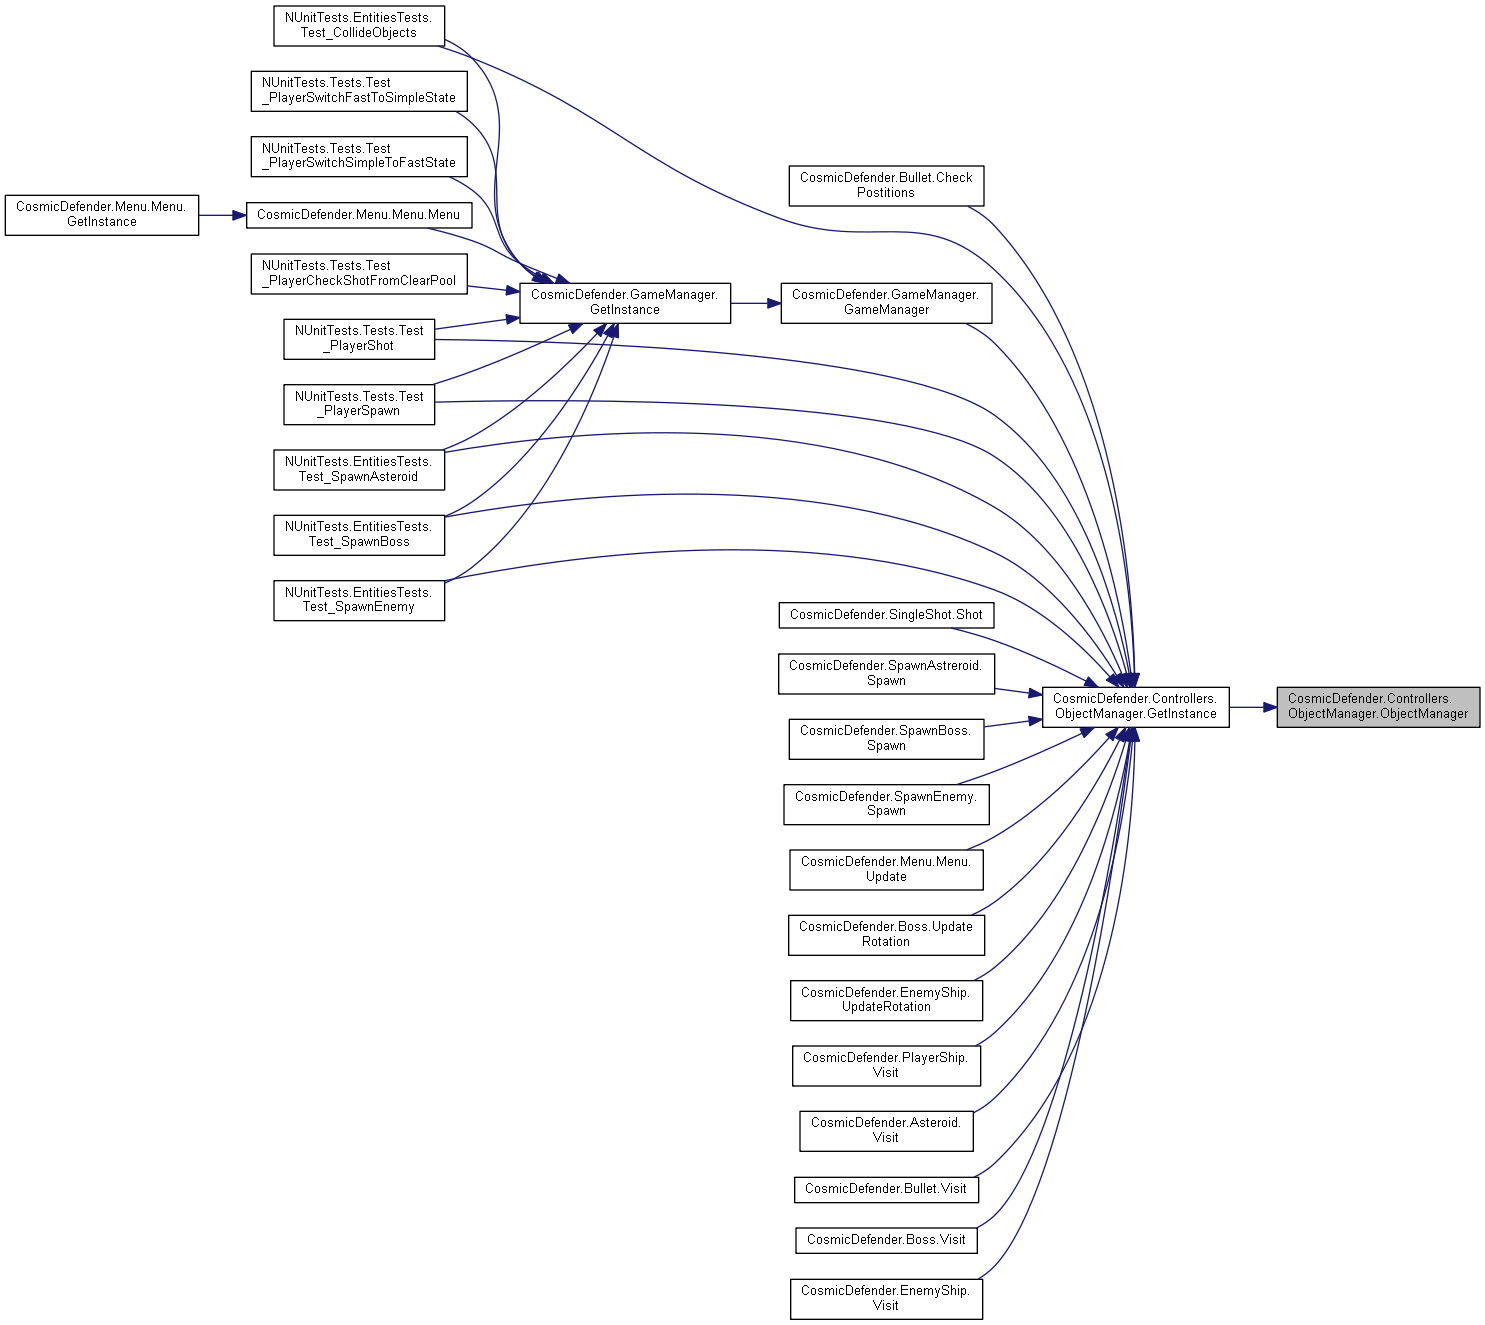 NUnitTests.EntitiesTests.
Test_CollideObjects
NUnitTests.Tests.Test
_PlayerSwitchFastToSimpleState
NUnitTests.Tests.Test
_PlayerSwitchSimpleToFastState
CosmicDefender.Menu.Menu.
GetInstance
CosmicDefender.Menu.Menu.Menu
NUnitTests.Tests.Test
_PlayerCheckShotFromClearPool
NUnitTests.Tests.Test
_PlayerShot
NUnitTests.Tests.Test
_PlayerSpawn
NUnitTests.EntitiesTests.
Test_SpawnAsteroid
NUnitTests.EntitiesTests.
Test_SpawnBoss
NUnitTests.EntitiesTests.
Test_SpawnEnemy
CosmicDefender.GameManager.
GetInstance
CosmicDefender.Bullet.Check
Postitions
CosmicDefender.GameManager.
GameManager
CosmicDefender.SingleShot.Shot
CosmicDefender.SpawnAstreroid.
Spawn
CosmicDefender.SpawnBoss.
Spawn
CosmicDefender.SpawnEnemy.
Spawn
CosmicDefender.Menu.Menu.
Update
CosmicDefender.Boss.Update
Rotation
CosmicDefender.EnemyShip.
UpdateRotation
CosmicDefender.PlayerShip.
Visit
CosmicDefender.Asteroid.
Visit
CosmicDefender.Bullet.Visit
CosmicDefender.Boss.Visit
CosmicDefender.EnemyShip.
Visit
CosmicDefender.Controllers.
ObjectManager.GetInstance
CosmicDefender.Controllers.
ObjectManager.ObjectManager